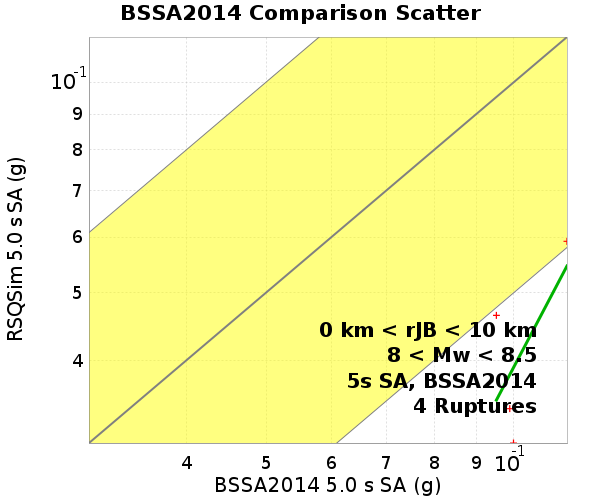 BSSA2014 Comparison Scatter
RSQSim 5.0 s SA (g)
10-1
9
8
7
6
5
4
0 km < rJB < 10 km
8 < Mw < 8.5
5s SA, BSSA2014
4 Ruptures
4 5 6 7 8 9 10-1
BSSA2014 5.0 s SA (g)